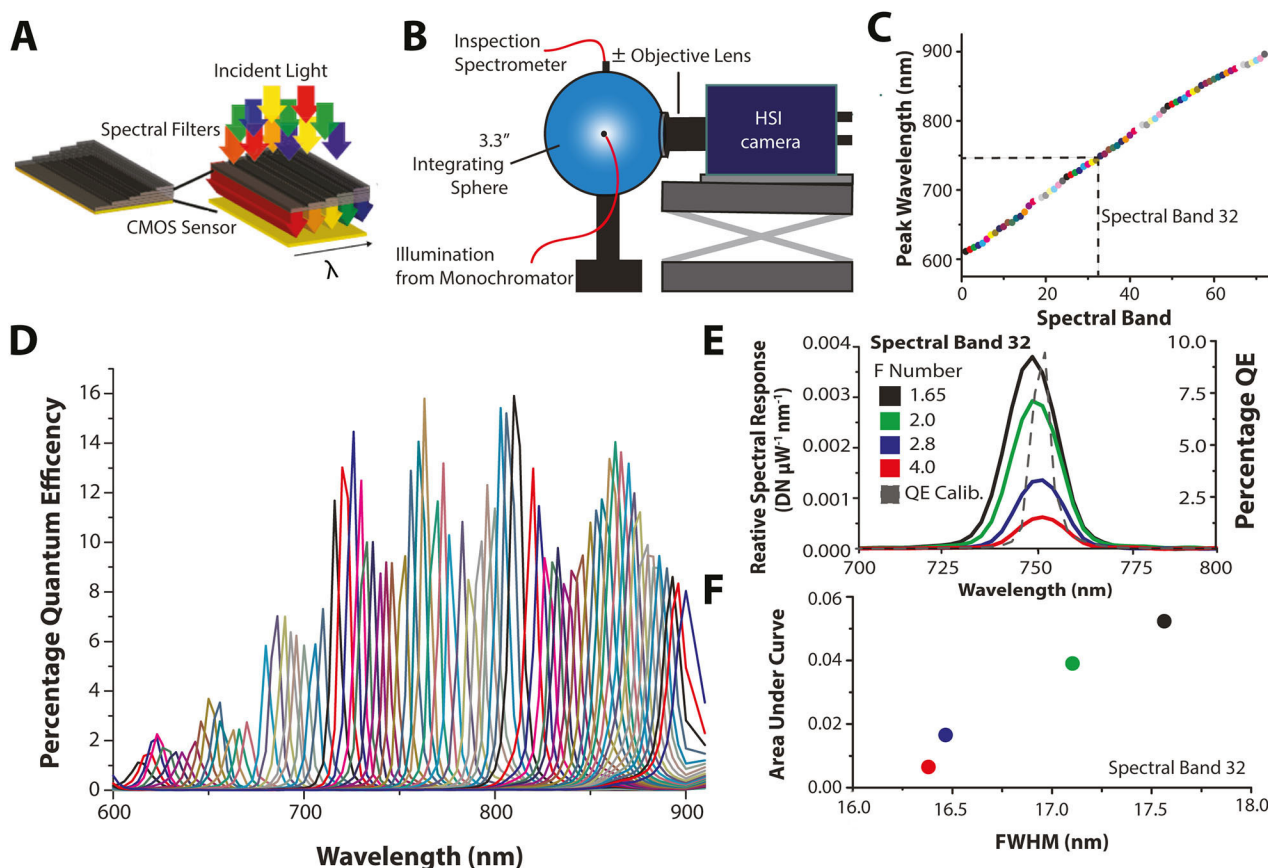 A
Incident Light
Spectral Filters
CMOS Sensor
λ
B
Inspection
Spectrometer
± Objective Lens
3.3”
Integrating
Sphere
HSI
camera
Illumination
from Monochromator
C
Peak Wavelength (nm)
900
800
700
600
Spectral Band 32
0
20
40
60
Spectral Band
D
Percentage Quantum Efficency
16
14
12
10
8
6
4
2
0
600
700
800
900
Wavelength (nm)
E
Reative Spectral Response
(DN µW⁻¹ nm⁻¹)
0.004
0.003
0.002
0.001
0.000
Spectral Band 32
F Number
1.65
2.0
2.8
4.0
QE Calib.
10.0
7.5
5.0
2.5
Percentage QE
700
725
750
775
800
Wavelength (nm)
F
Area Under Curve
0.06
0.04
0.02
0.00
Spectral Band 32
16.0
16.5
17.0
17.5
18.0
FWHM (nm)